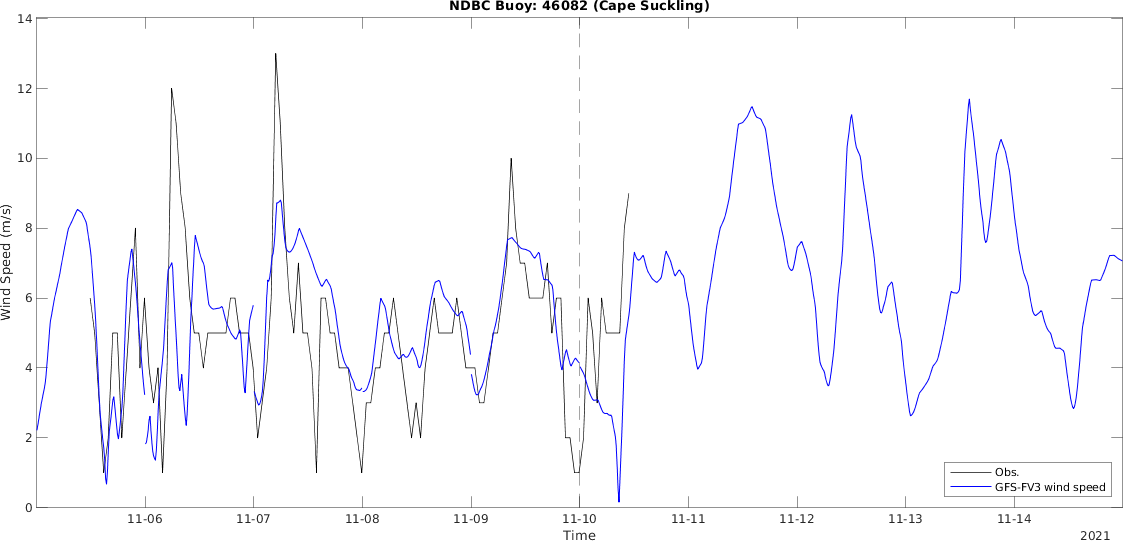 NDBC Buoy: 46082 (Cape Suckling)
14
12
10
8
6
4
2
0
Wind Speed (m/s)
11-06 11-07 11-08 11-09 11-10 11-11 11-12 11-13 11-14
Time
2021
Obs.
GFS-FV3 wind speed